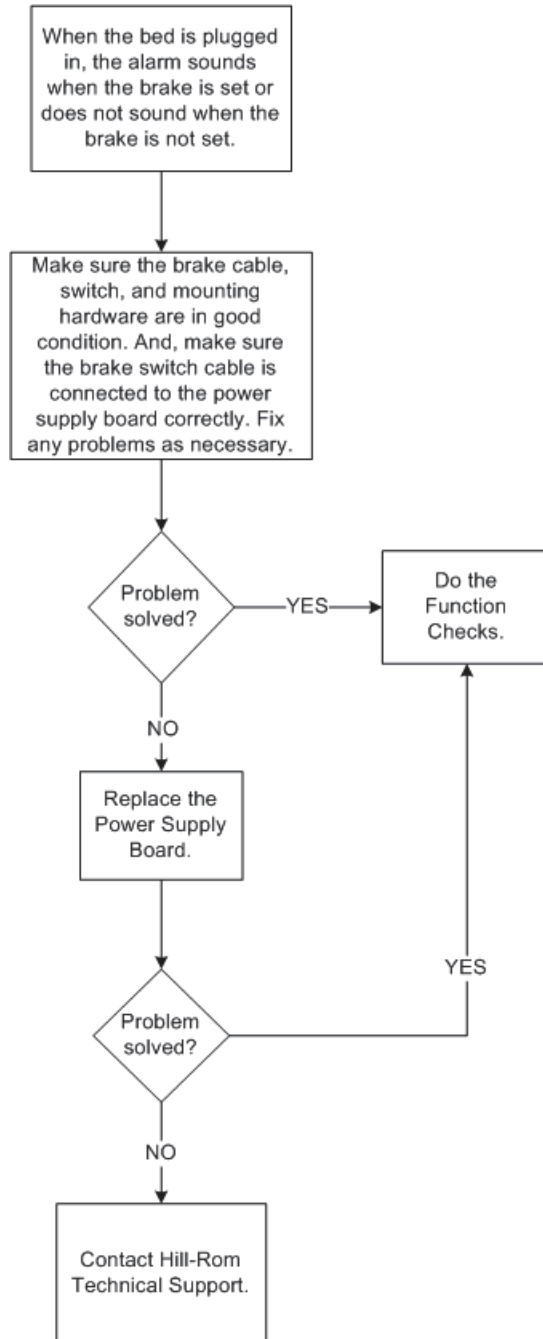 When the bed is plugged
in, the alarm sounds
when the brake is set or
does not sound when the
brake is not set.
Make sure the brake cable,
switch, and mounting
hardware are in good
condition. And, make sure
the brake switch cable is
connected to the power
supply board correctly. Fix
any problems as necessary.
Problem
solved?
YES
Do the
Function
Checks.
NO
Replace the
Power Supply
Board.
YES
Problem
solved?
NO
Contact Hill-Rom
Technical Support.